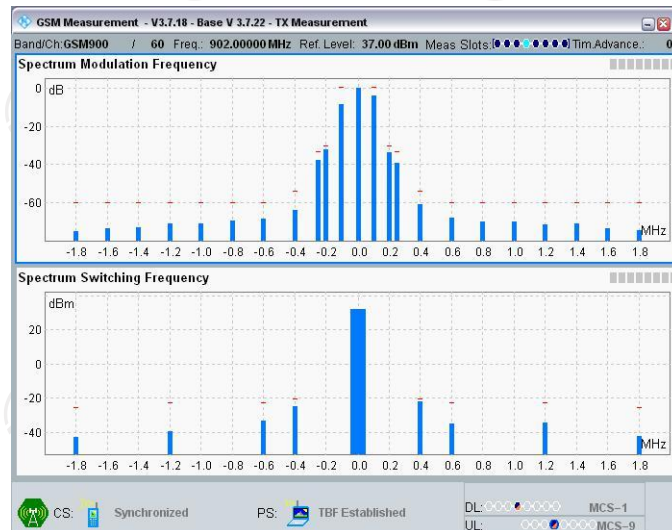 GSM Measurement - V3.7.18 - Base V 3.7.22 - TX Measurement
Band/Ch:GSM900 / 60 Freq.: 902.00000 MHz Ref. Level: 37.00 dBm Meas Slots: Tim.Advance.: 0
Spectrum Modulation Frequency
dB
0
-20
-40
-60
MHz
-1.8 -1.6 -1.4 -1.2 -1.0 -0.8 -0.6 -0.4 -0.2 0.0 0.2 0.4 0.6 0.8 1.0 1.2 1.4 1.6 1.8
Spectrum Switching Frequency
dBm
20
0
-20
-40
MHz
-1.8 -1.6 -1.4 -1.2 -1.0 -0.8 -0.6 -0.4 -0.2 0.0 0.2 0.4 0.6 0.8 1.0 1.2 1.4 1.6 1.8
CS: Synchronized PS: TBF Established DL: MCS-1
UL: MCS-9